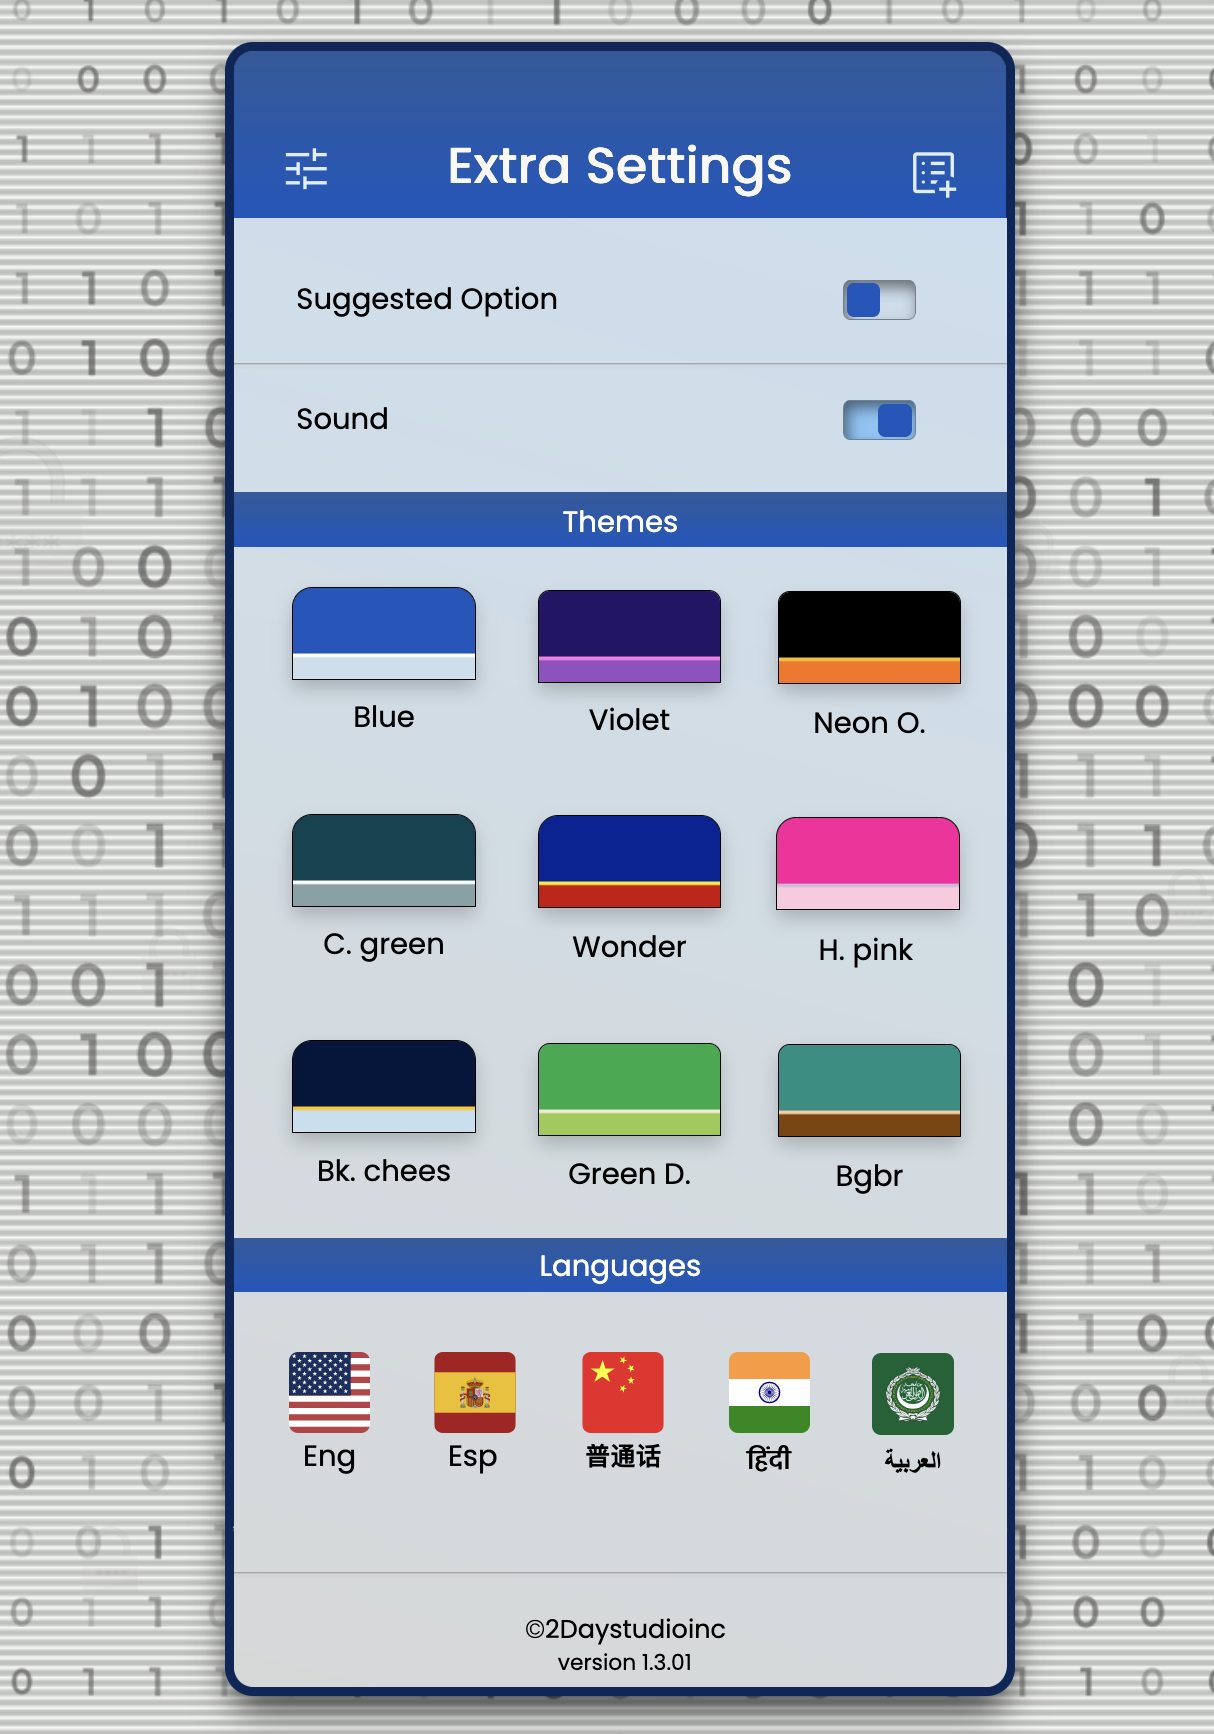 Extra Settings
Suggested Option
Sound
Themes
Blue
Violet
Neon O.
C. green
Wonder
H. pink
Bk. chees
Green D.
Bgbr
Languages
Eng
Esp
普通话
हिंदी
العربية
©2Daystudioinc
version 1.3.01